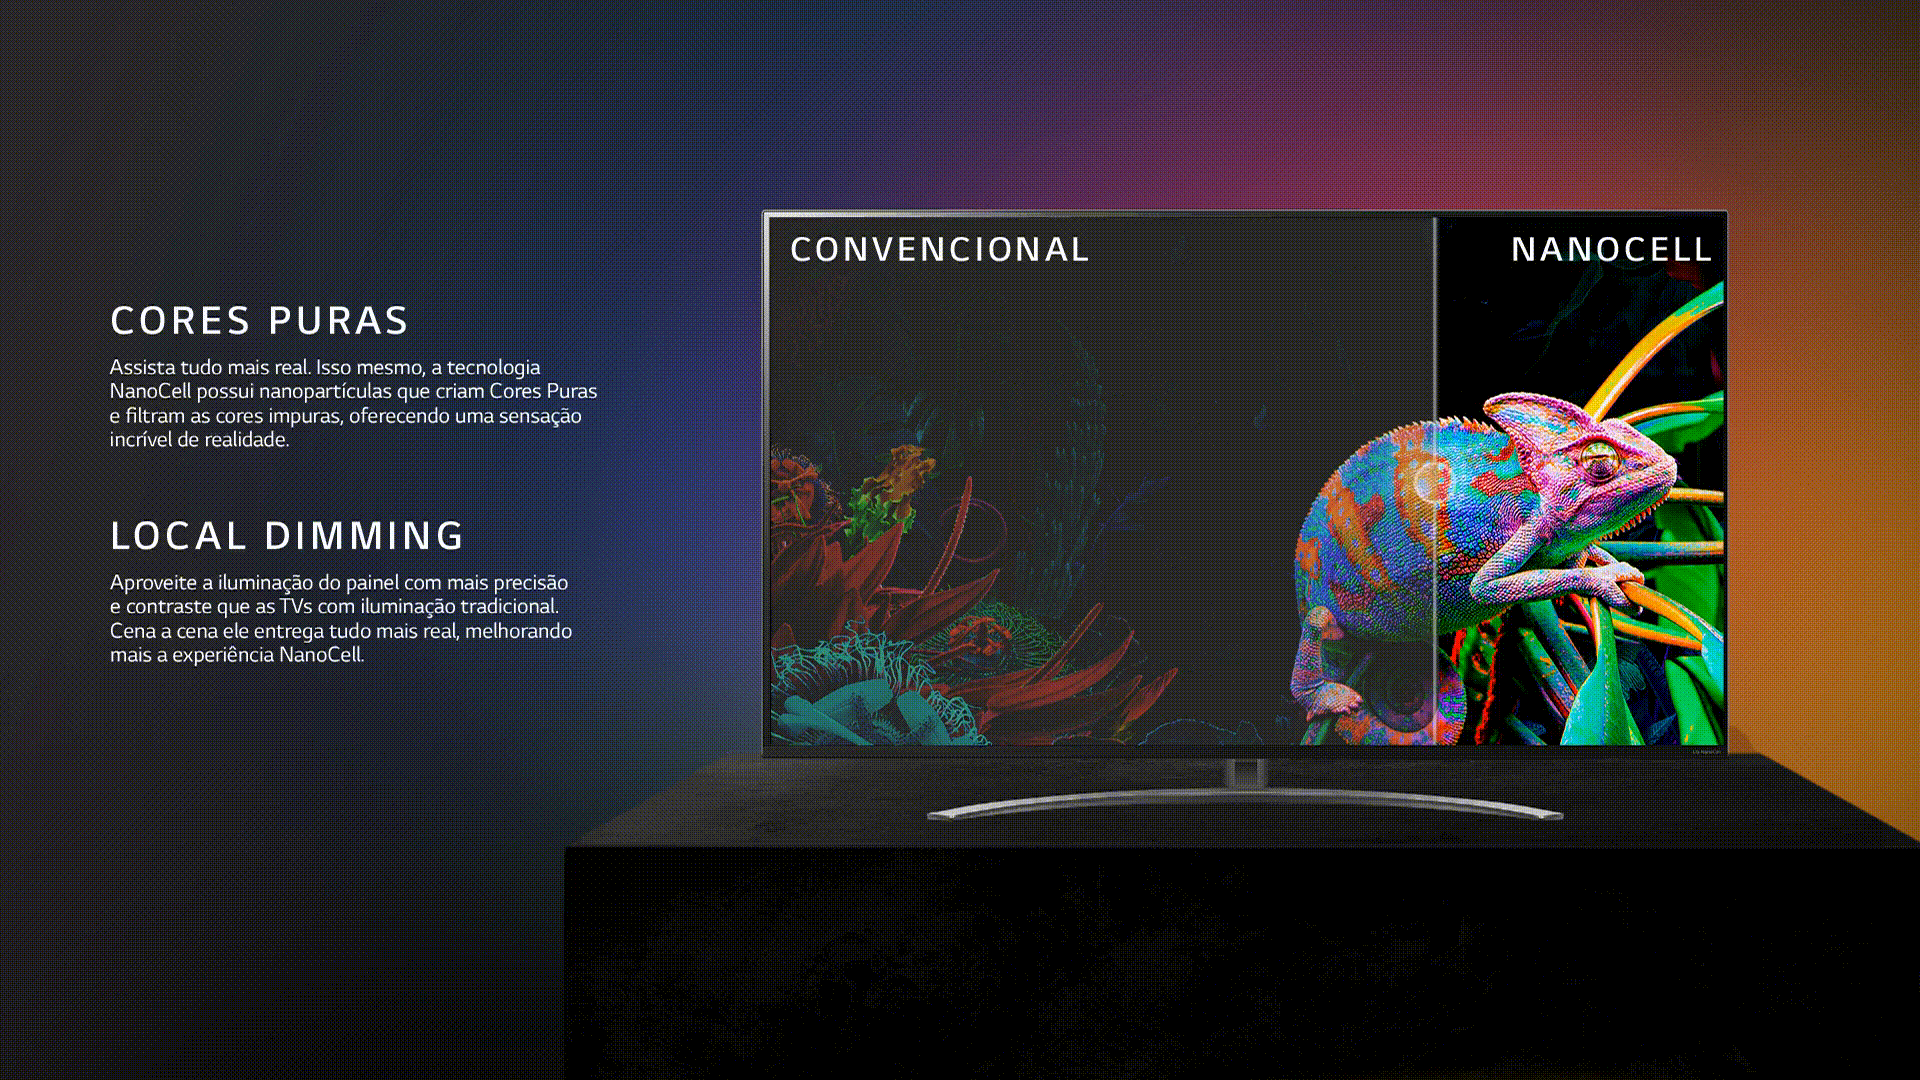 CONVENCIONAL
NANOCELL
CORES PURAS
Assista tudo mais real. Isso mesmo, a tecnologia
NanoCell possui nanopartículas que criam Cores Puras
e filtram as cores impuras, oferecendo uma sensação
incrível de realidade.
LOCAL DIMMING
Aproveite a iluminação do painel com mais precisão
e contraste que as TVs com iluminação tradicional.
Cena a cena ele entrega tudo mais real, melhorando
mais a experiência NanoCell.